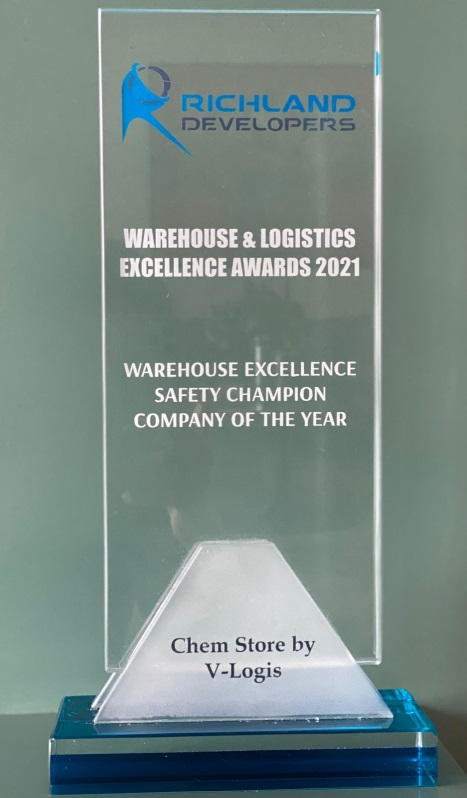 RICHLAND
DEVELOPERS
WAREHOUSE & LOGISTICS
EXCELLENCE AWARDS 2021
WAREHOUSE EXCELLENCE
SAFETY CHAMPION
COMPANY OF THE YEAR
Chem Store by
V-Logis